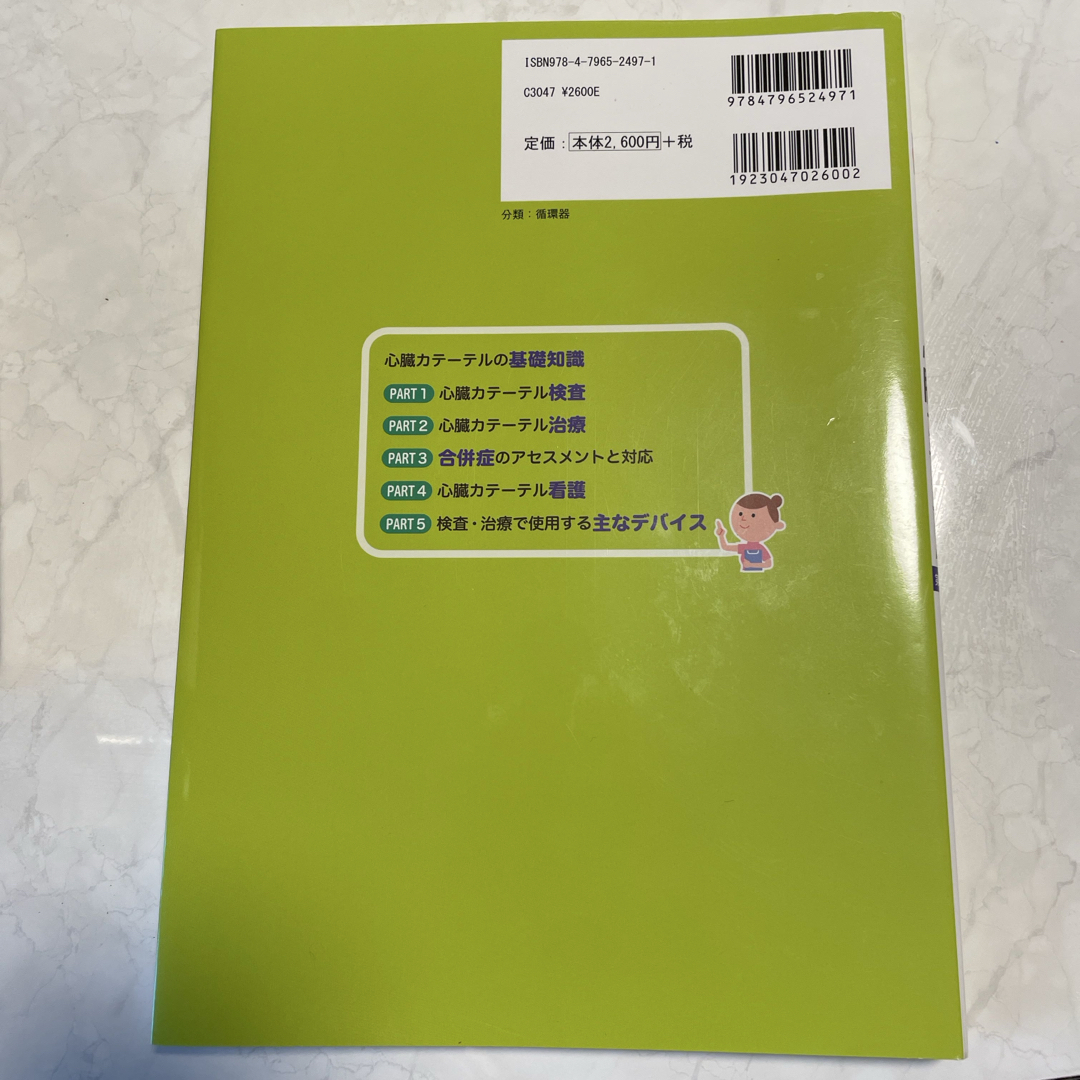 ISBN978-4-7965-2497-1
C3047 ¥2600E
定価：本体2,600円+税
9784796524971
1923047026002
分類：循環器
心臓カテーテルの基礎知識
PART 1 心臓カテーテル検査
PART 2 心臓カテーテル治療
PART 3 合併症のアセスメントと対応
PART 4 心臓カテーテル看護
PART 5 検査・治療で使用する主なデバイス